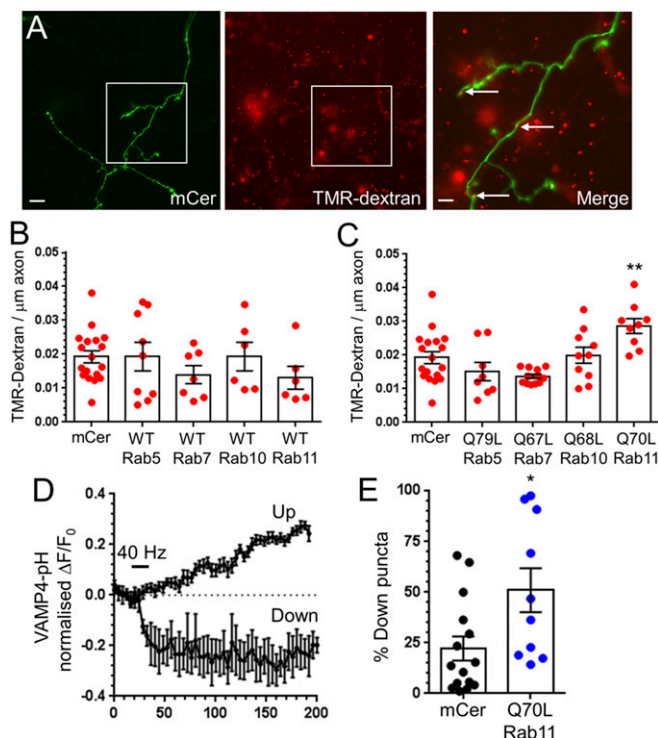 A
mCer
TMR-dextran
Merge
B
TMR-Dextran / μm axon
0.05
0.04
0.03
0.02
0.01
0.00
mCer
WT
Rab5
WT
Rab7
WT
Rab10
WT
Rab11
C
TMR-Dextran / μm axon
0.05
0.04
0.03
0.02
0.01
0.00
**
mCer
Q79L
Rab5
Q67L
Rab7
Q68L
Rab10
Q70L
Rab11
D
VAMP4-pH
normalised ΔF/F0
0.4
0.2
0.0
-0.2
-0.4
40 Hz
Up
Down
0 50 100 150 200
E
% Down puncta
100
75
50
25
0
*
mCer
Q70L
Rab11